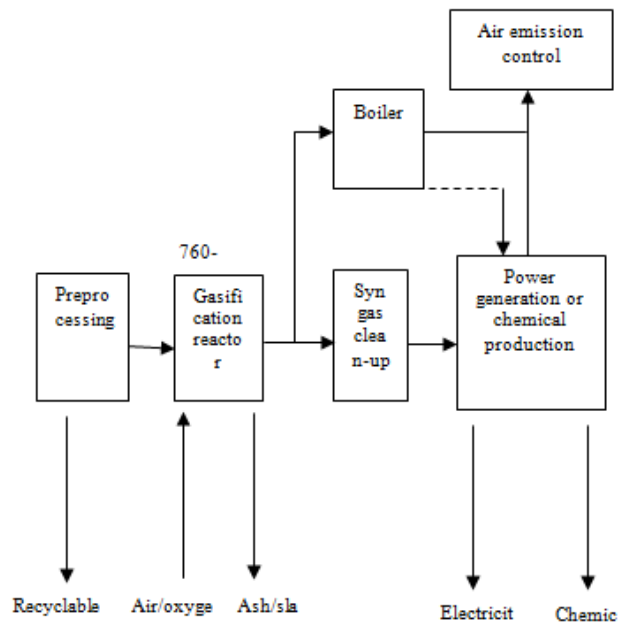 Air emission
control
Boiler
760-
Prepro
cessing
Gasifi
cation
reacto
r
Syn
gas
clea
n-up
Power
generation or
chemical
production
Recyclable
Air/oxyge
Ash/sla
Electricit
Chemic